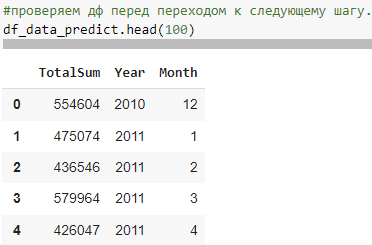 #проверяем дф перед переходом к следующему шагу.
df_data_predict.head(100)
TotalSum Year Month
0 554604 2010 12
1 475074 2011 1
2 436546 2011 2
3 579964 2011 3
4 426047 2011 4